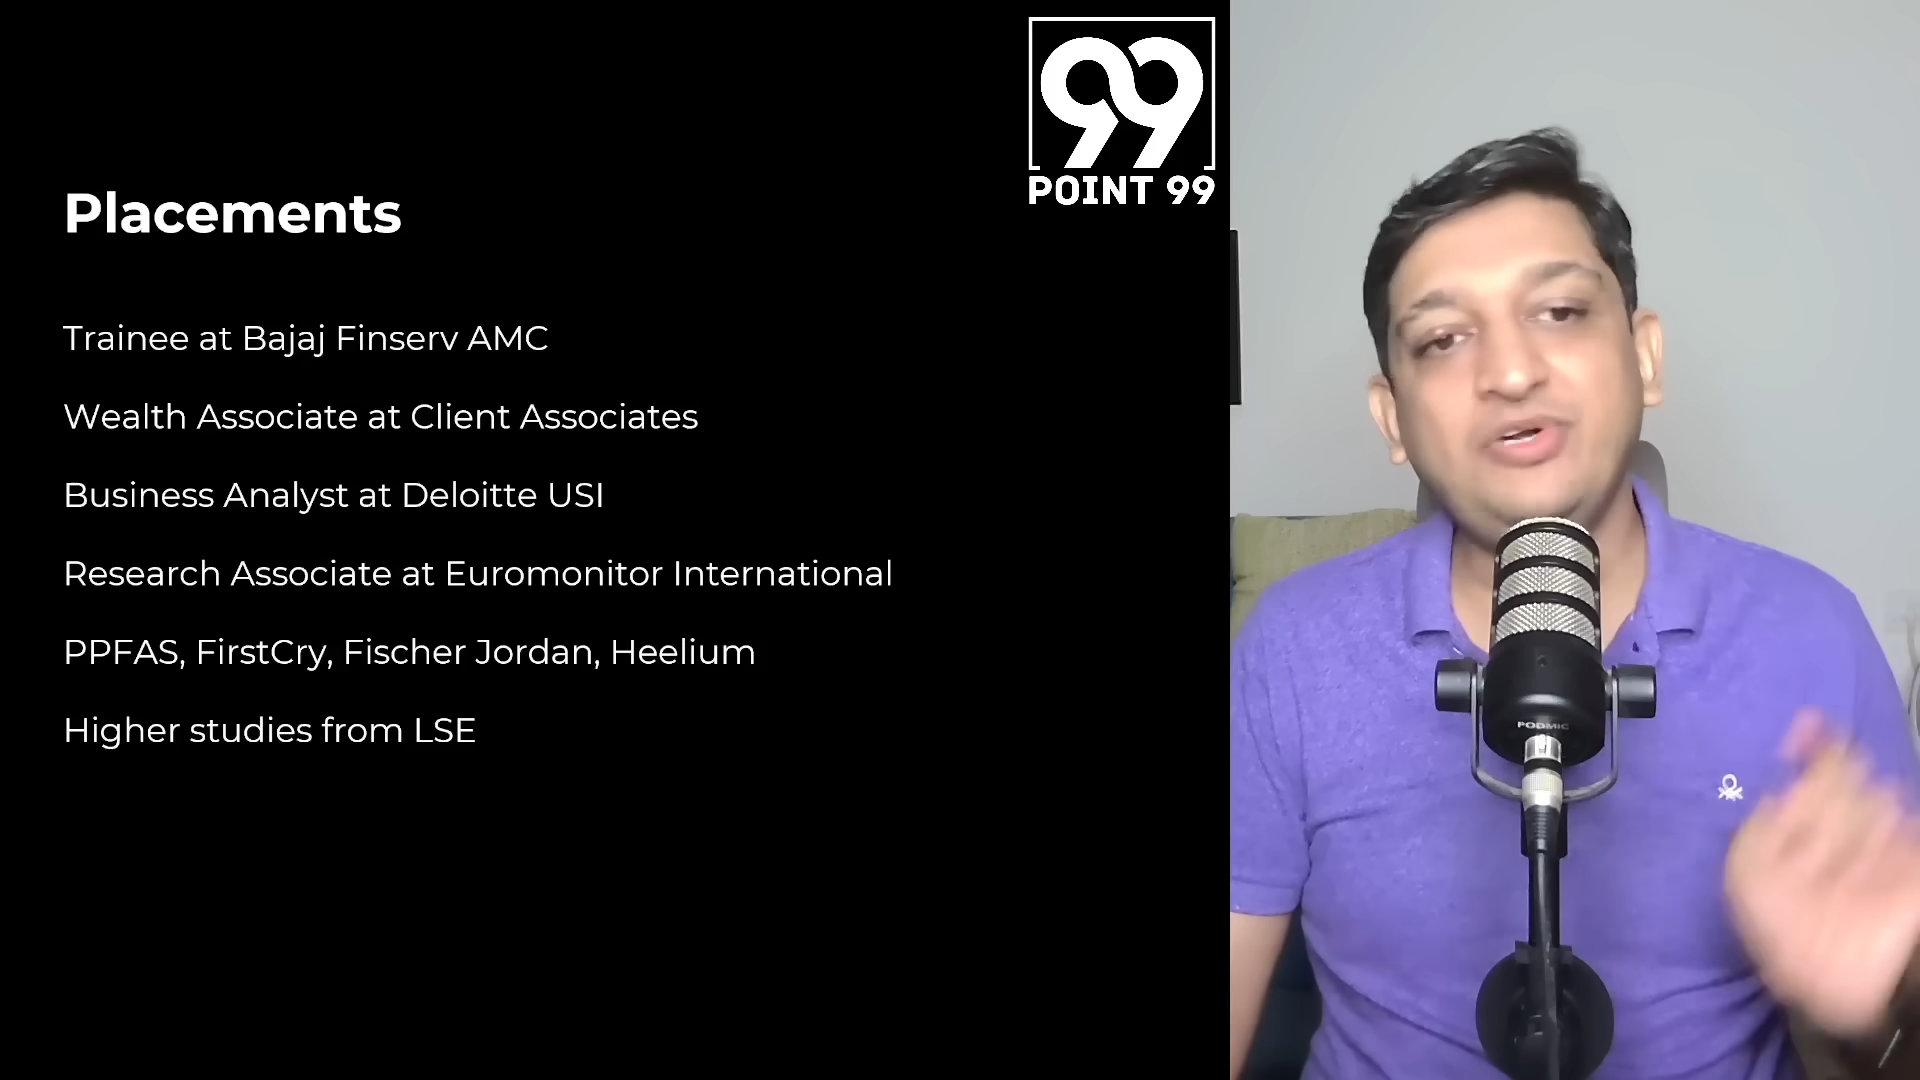 POINT 99
Placements
Trainee at Bajaj Finserv AMC
Wealth Associate at Client Associates
Business Analyst at Deloitte USI
Research Associate at Euromonitor International
PPFAS, FirstCry, Fischer Jordan, Heelium
Higher studies from LSE
PODMIC